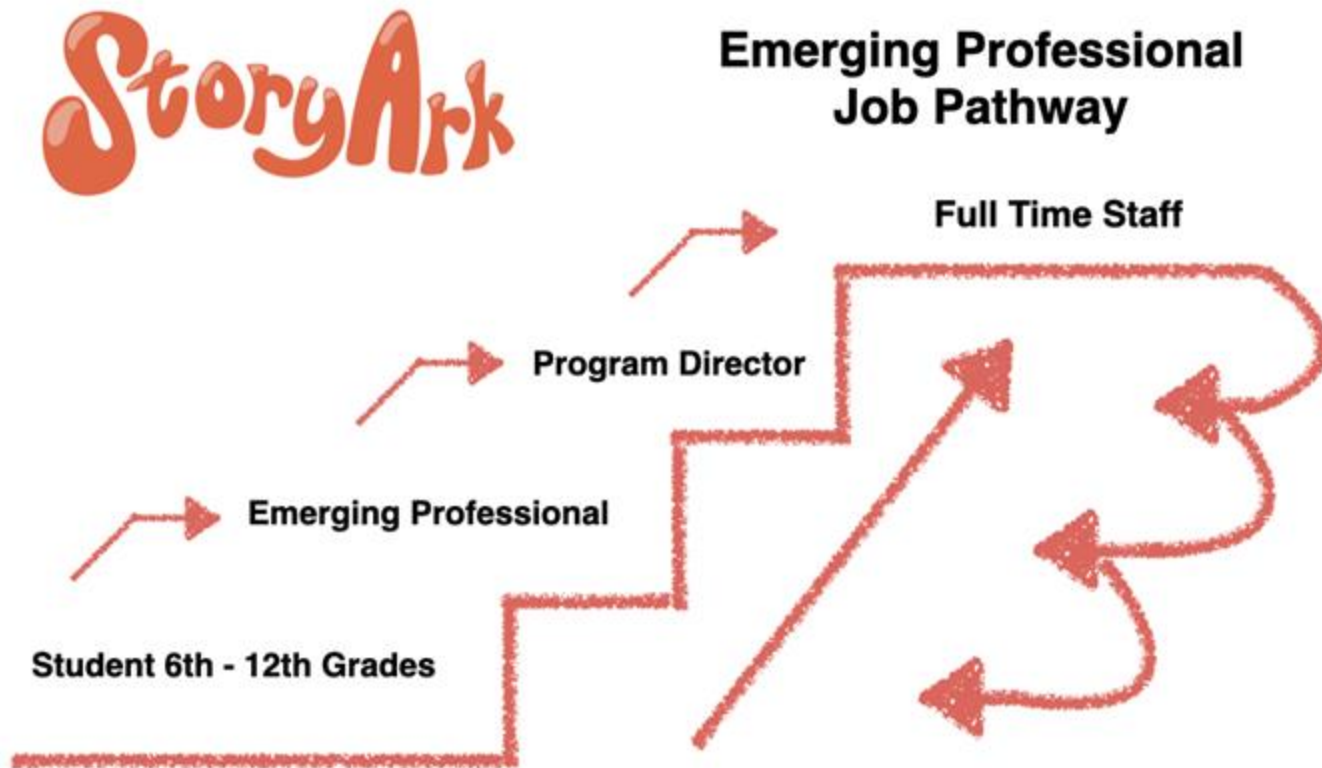 StoryArk
Emerging Professional
Job Pathway
Full Time Staff
Program Director
Emerging Professional
Student 6th - 12th Grades